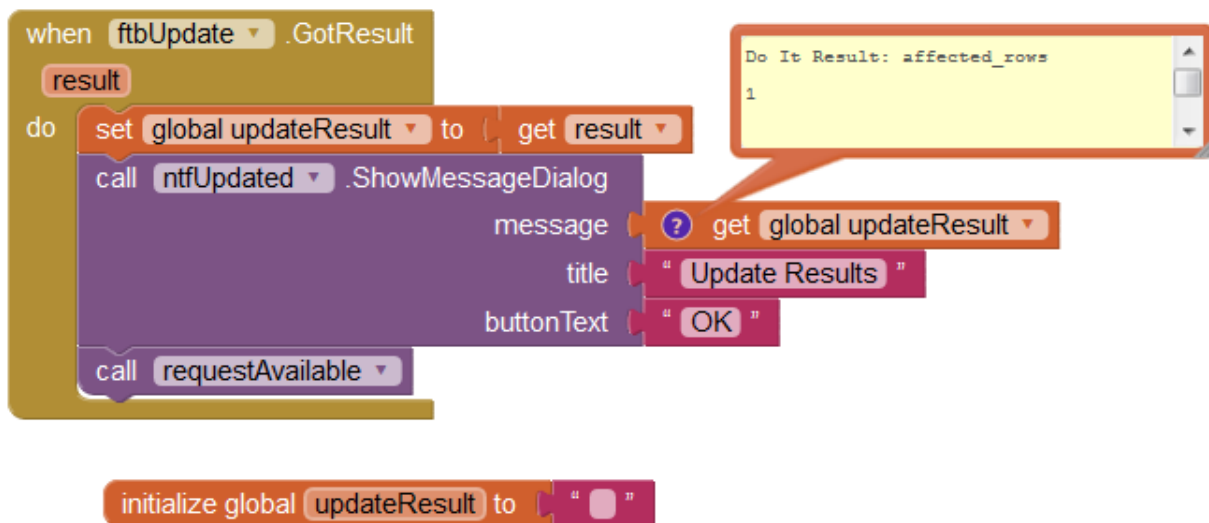 when ftbUpdate .GotResult
result
do set global updateResult to get result
call ntfUpdated .ShowMessageDialog
message ? get global updateResult
title " Update Results "
buttonText " OK "
call requestAvailable
Do It Result: affected_rows
1
initialize global updateResult to " "